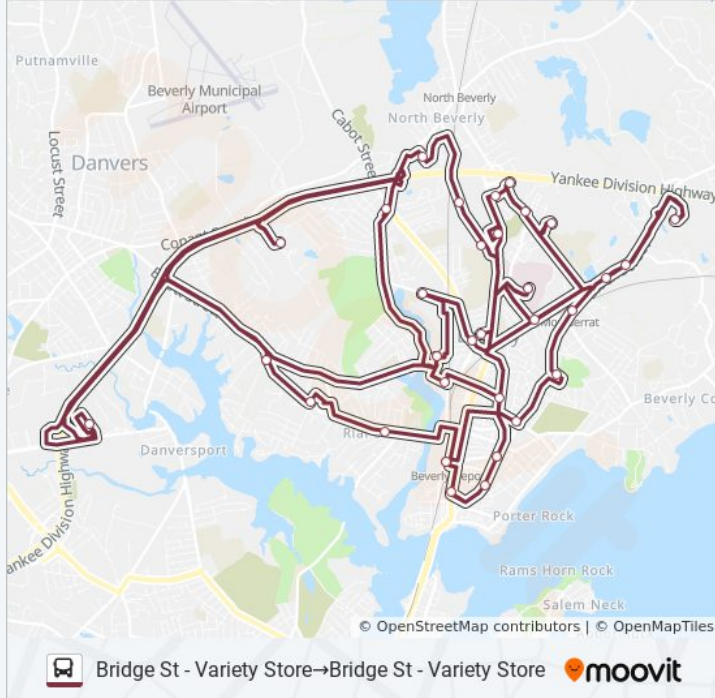 Putnamville
Beverly Municipal
Airport
North Beverly
North Beverly
Cabot Street
Locust Street
Danvers
Yankee Division Highway
Conant S
Montserrat
Beverly Co
Danversport
Beverly Depot
Porter Rock
Yankee Division Highway
Rams Horn Rock
Salem Neck
© OpenStreetMap contributors | © OpenMapTiles
Bridge St - Variety Store→Bridge St - Variety Store
moovit